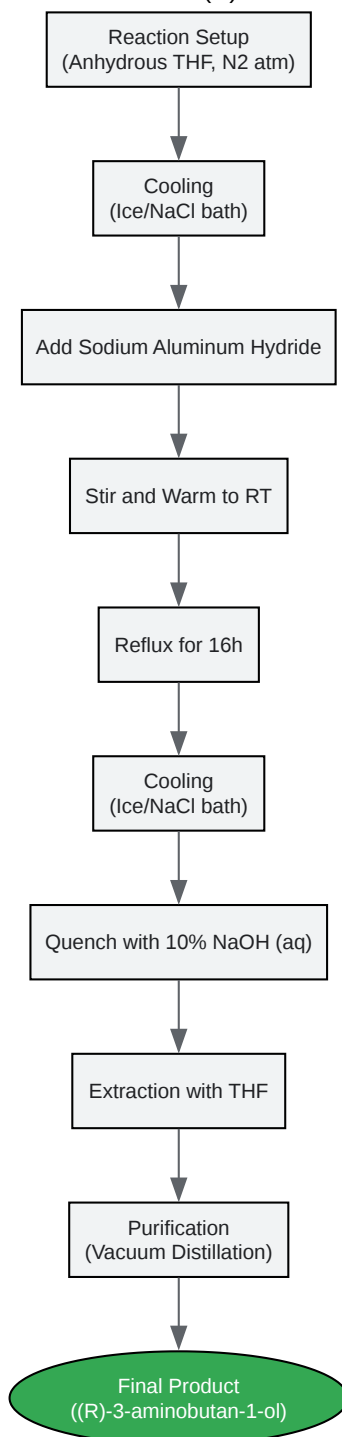 Reaction Setup
(Anhydrous THF, N2 atm)
Cooling
(Ice/NaCl bath)
Add Sodium Aluminum Hydride
Stir and Warm to RT
Reflux for 16h
Cooling
(Ice/NaCl bath)
Quench with 10% NaOH (aq)
Extraction with THF
Purification
(Vacuum Distillation)
Final Product
((R)-3-aminobutan-1-ol)